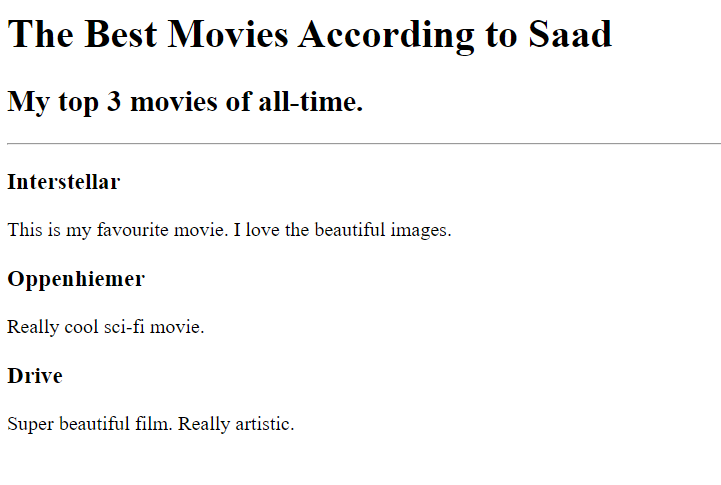 The Best Movies According to Saad
My top 3 movies of all-time.
Interstellar
This is my favourite movie. I love the beautiful images.
Oppenhiemer
Really cool sci-fi movie.
Drive
Super beautiful film. Really artistic.